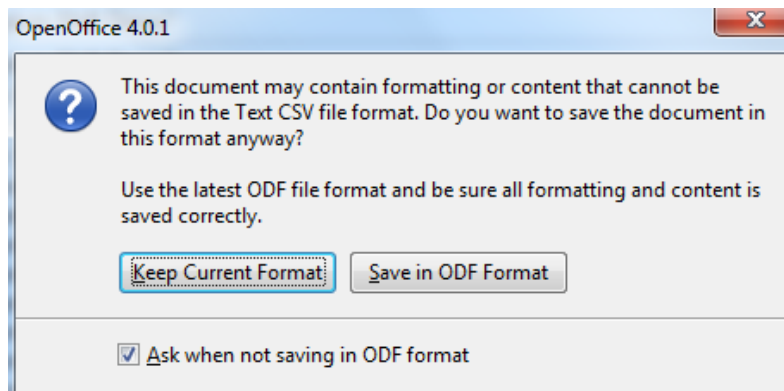 OpenOffice 4.0.1
This document may contain formatting or content that cannot be
saved in the Text CSV file format. Do you want to save the document in
this format anyway?
Use the latest ODF file format and be sure all formatting and content is
saved correctly.
Keep Current Format Save in ODF Format
Ask when not saving in ODF format